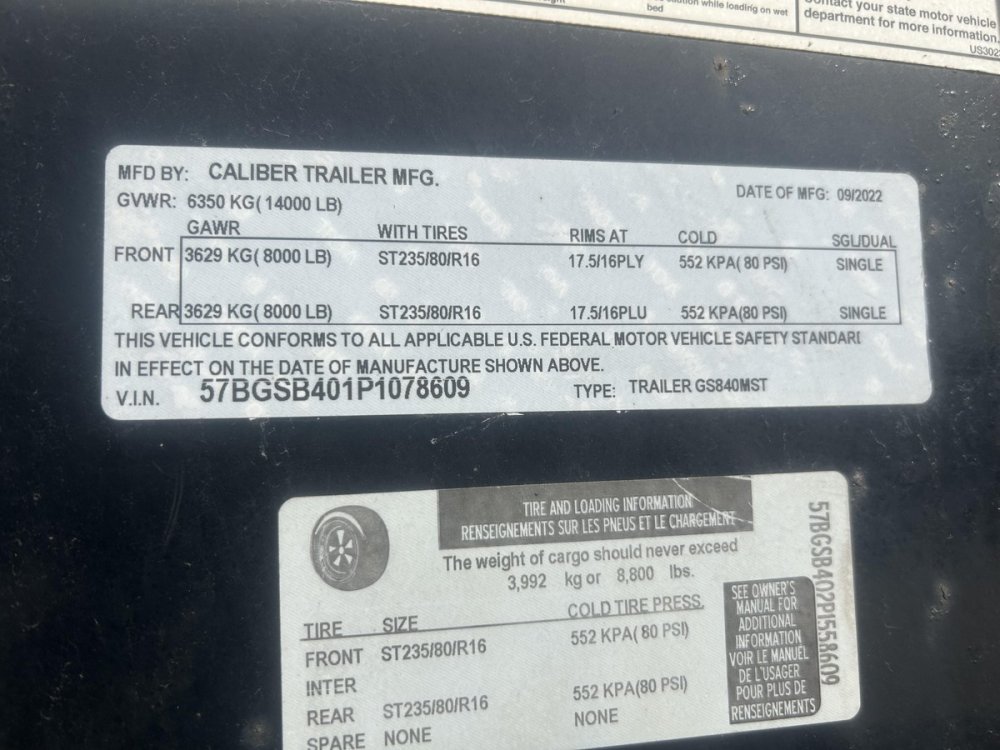 while loading on wet
bed
contact your state motor vehicle
department for more information.
US302
MFD BY: CALIBER TRAILER MFG.
DATE OF MFG: 09/2022
GVWR: 6350 KG( 14000 LB)
GAWR WITH TIRES RIMS AT COLD SGL/DUAL
FRONT 3629 KG( 8000 LB) ST235/80/R16 17.5/16PLY 552 KPA( 80 PSI) SINGLE
REAR 3629 KG( 8000 LB) ST235/80/R16 17.5/16PLU 552 KPA(80 PSI) SINGLE
THIS VEHICLE CONFORMS TO ALL APPLICABLE U.S. FEDERAL MOTOR VEHICLE SAFETY STANDARI
IN EFFECT ON THE DATE OF MANUFACTURE SHOWN ABOVE.
V.I.N. 57BGSB401P1078609 TYPE: TRAILER GS840MST
TIRE AND LOADING INFORMATION
RENSEIGNEMENTS SUR LES PNEUS ET LE CHARGEMENT
The weight of cargo should never exceed
3,992 kg or 8,800 lbs.
TIRE SIZE COLD TIRE PRESS.
FRONT ST235/80/R16 552 KPA( 80 PSI)
INTER
REAR ST235/80/R16 552 KPA(80 PSI)
SPARE NONE NONE
SEE OWNER'S
MANUAL FOR
ADDITIONAL
INFORMATION
VOIR LE MANUEL
DE L'USAGER
POUR PLUS DE
RENSEIGNEMENTS
57BGSB402P1558609